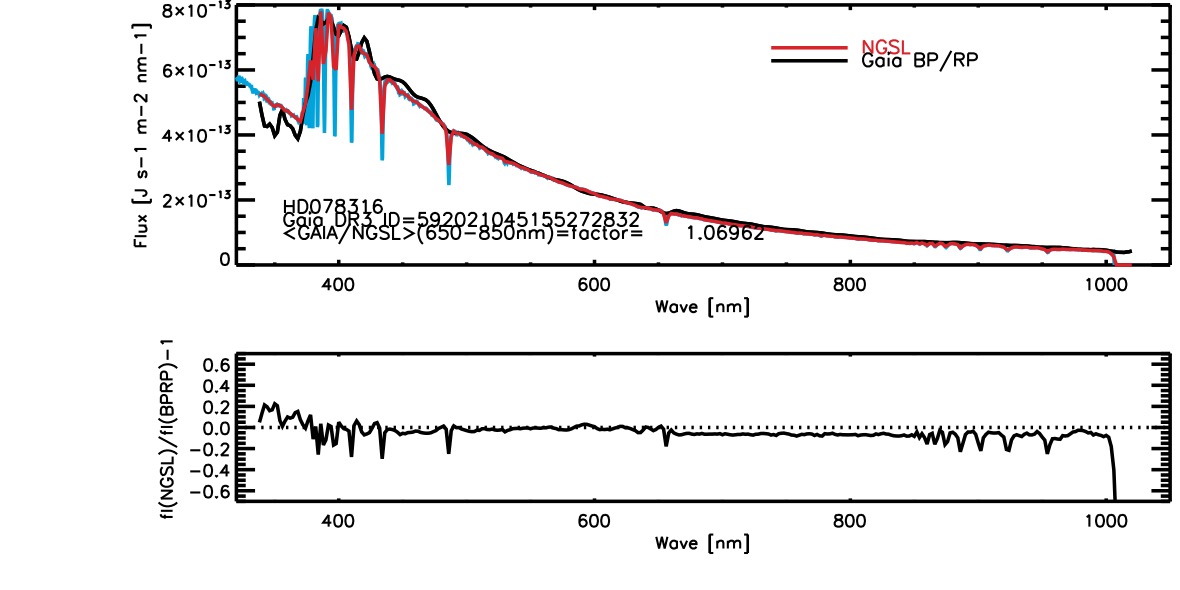 8×10⁻¹³
6×10⁻¹³
4×10⁻¹³
2×10⁻¹³
0
Flux [J s-1 m-2 nm-1]
NGSL
Gaia BP/RP
HD078316
Gaia DR3 ID=592021045155272832
<GAIA/NGSL>(650-850nm)=factor= 1.06962
400 600 800 1000
Wave [nm]
fl(NGSL)/fl(BPRP)-1
0.6
0.4
0.2
0.0
-0.2
-0.4
-0.6
400 600 800 1000
Wave [nm]